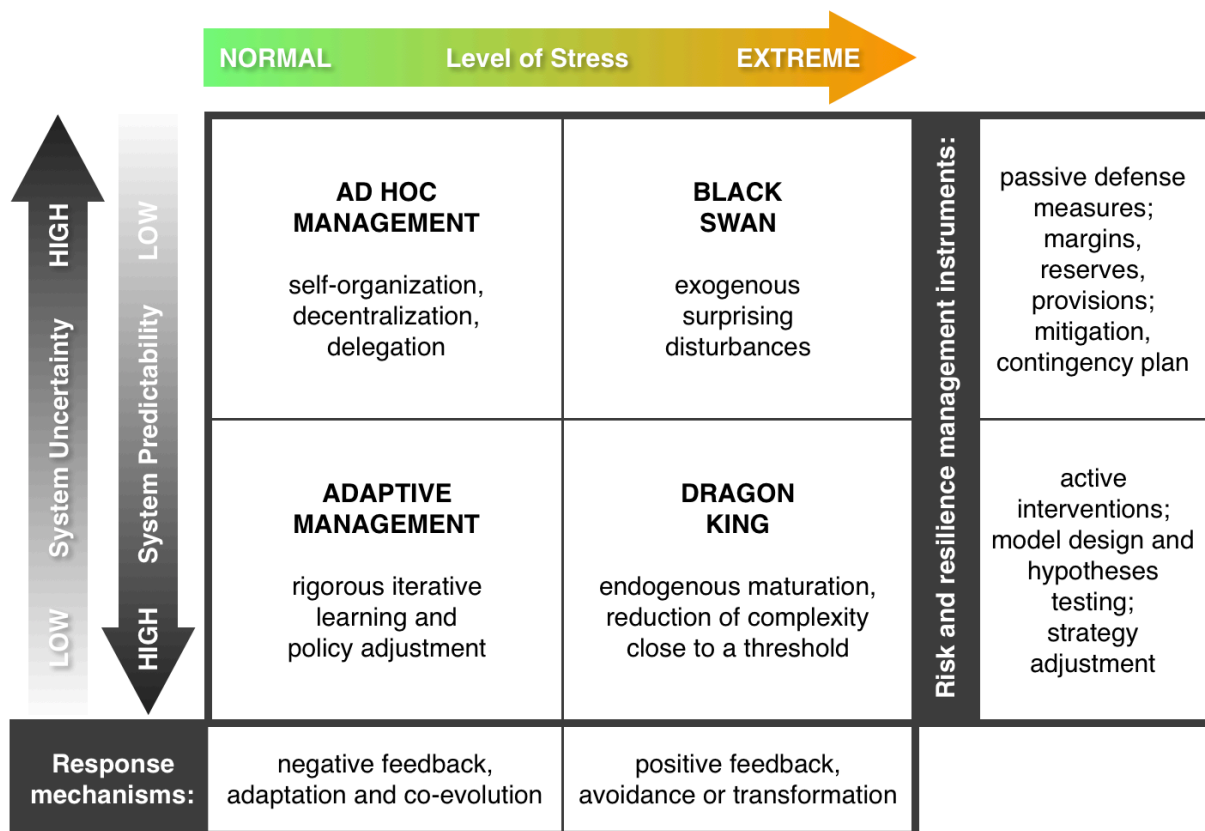 NORMAL Level of Stress EXTREME
HIGH
System Uncertainty
LOW
LOW
System Predictability
HIGH
AD HOC
MANAGEMENT
self-organization,
decentralization,
delegation
BLACK
SWAN
exogenous
surprising
disturbances
ADAPTIVE
MANAGEMENT
rigorous iterative
learning and
policy adjustment
DRAGON
KING
endogenous maturation,
reduction of complexity
close to a threshold
Risk and resilience management instruments:
passive defense
measures;
margins,
reserves,
provisions;
mitigation,
contingency plan
active
interventions;
model design and
hypotheses
testing;
strategy
adjustment
Response
mechanisms:
negative feedback,
adaptation and co-evolution
positive feedback,
avoidance or transformation